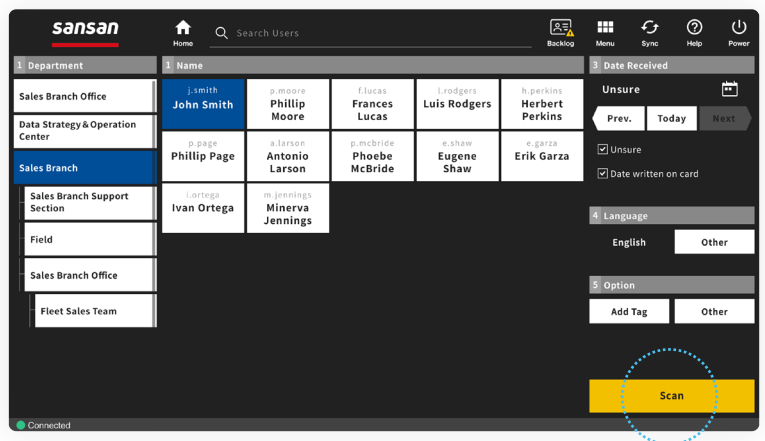 sansan
Home
Search Users
Backlog
Menu
Sync
Help
Power
1 Department
Sales Branch Office
Data Strategy & Operation
Center
Sales Branch
Sales Branch Support
Section
Field
Sales Branch Office
Fleet Sales Team
1 Name
j.smith
John Smith
p.moore
Phillip
Moore
f.lucas
Frances
Lucas
l.rodgers
Luis Rodgers
h.perkins
Herbert
Perkins
p.page
Phillip Page
a.larson
Antonio
Larson
p.mcbride
Phoebe
McBride
e.shaw
Eugene
Shaw
e.garza
Erik Garza
i.ortega
Ivan Ortega
m.jennings
Minerva
Jennings
3 Date Received
Unsure
Prev.
Today
Next
Unsure
Date written on card
4 Language
English
Other
5 Option
Add Tag
Other
Scan
Connected